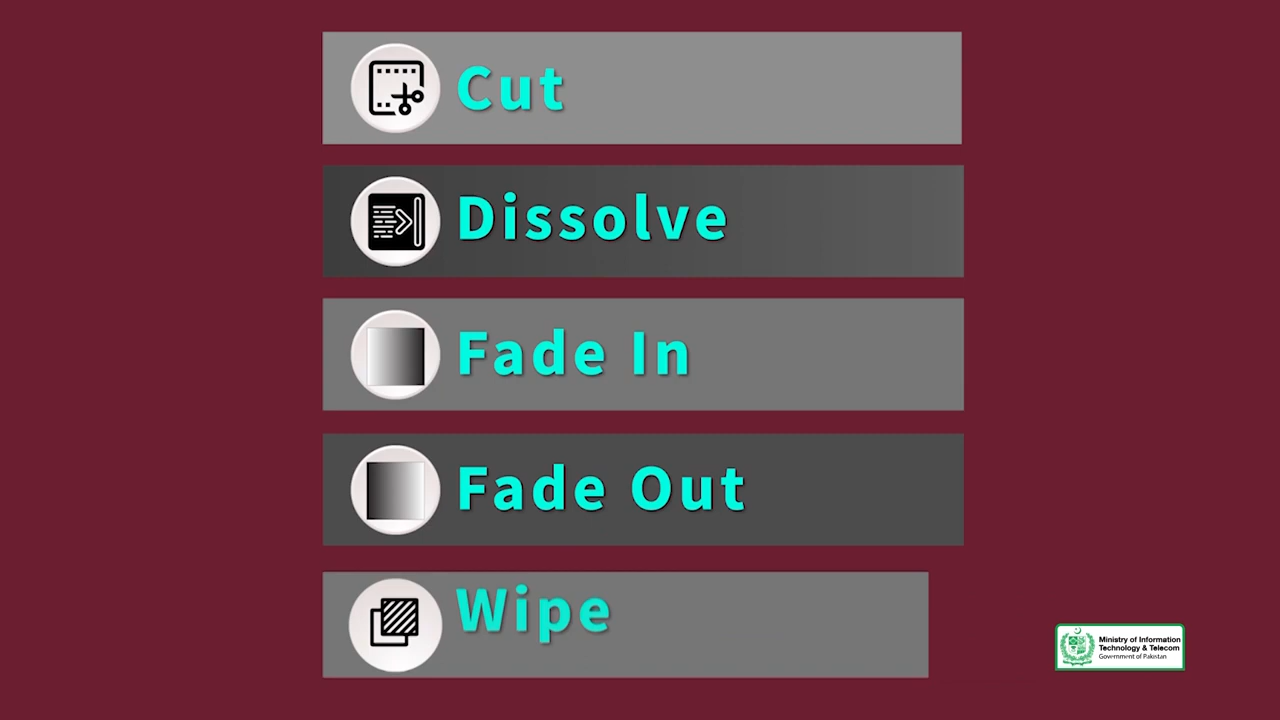 Cut
Dissolve
Fade In
Fade Out
Wipe
Ministry of Information
Technology & Telecom
Government of Pakistan